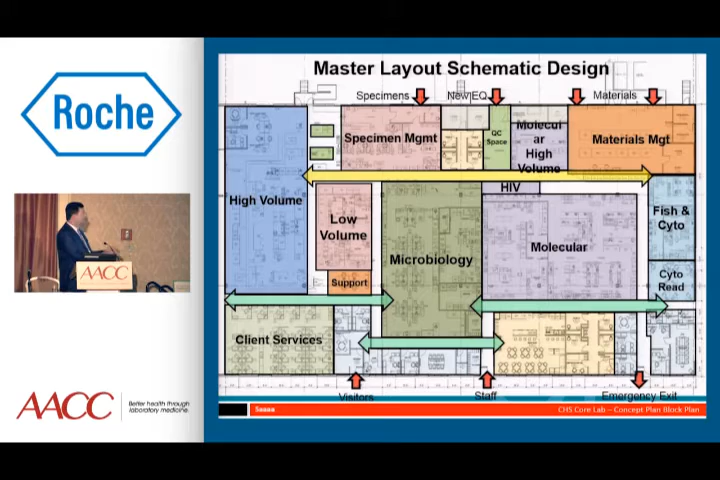 Roche
AACC
AACC
Better health through
laboratory medicine.
Master Layout Schematic Design
Specimens
New EQ
Materials
Specimen Mgmt
QC
Space
Molecul
ar
High
Volume
Materials Mgt
High Volume
Low
Volume
Support
Microbiology
HIV
Molecular
Fish &
Cyto
Cyto
Read
Client Services
Visitors
Staff
Emergency Exit
CHS Core Lab – Concept Plan Block Plan